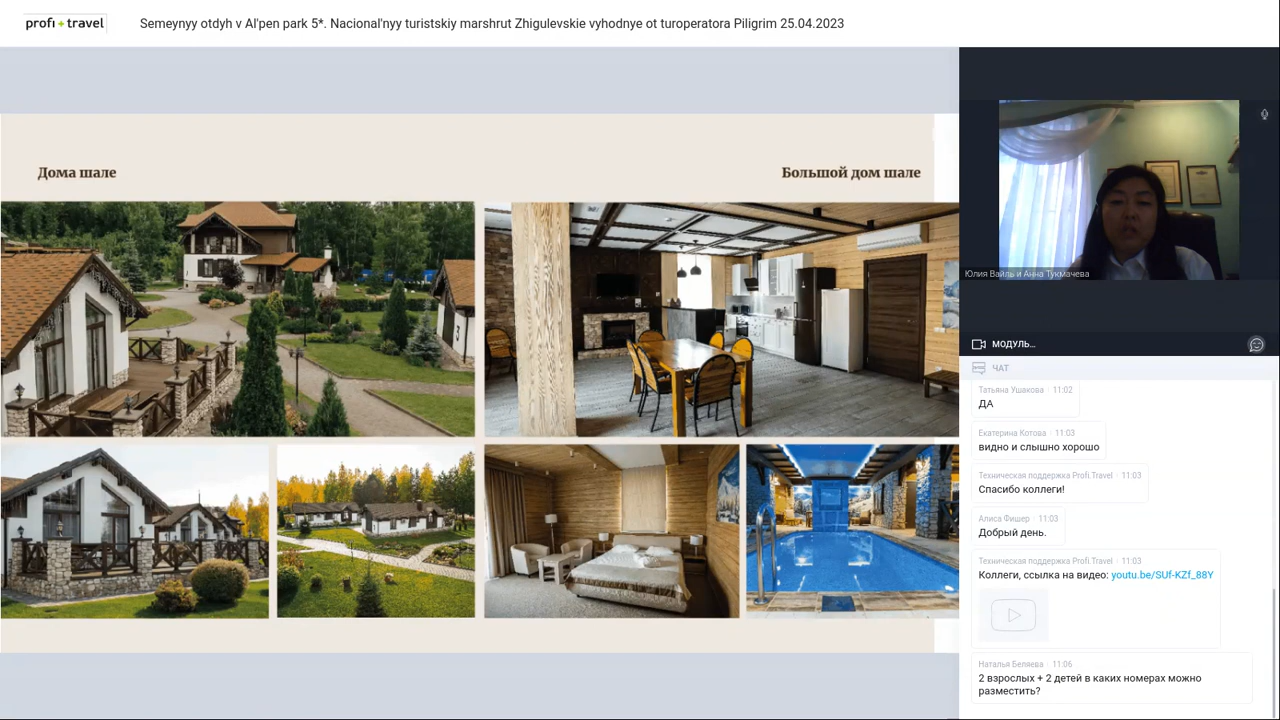 profi travel
Semeynyy otdyh v Al'pen park 5*. Nacional'nyy turistskiy marshrut Zhigulevskie vyhodnye ot turoperatora Piligrim 25.04.2023
Дома шале
Большой дом шале
3
Юлия Вайль и Анна Тукмачева
МОДУЛЬ...
ЧАТ
Татьяна Ушакова · 11:02
ДА
Екатерина Котова · 11:03
видно и слышно хорошо
Техническая поддержка Profi.Travel · 11:03
Спасибо коллеги!
Алиса Фишер · 11:03
Добрый день.
Техническая поддержка Profi.Travel · 11:03
Коллеги, ссылка на видео: youtu.be/SUf-KZf_88Y
Наталья Беляева · 11:06
2 взрослых + 2 детей в каких номерах можно
разместить?